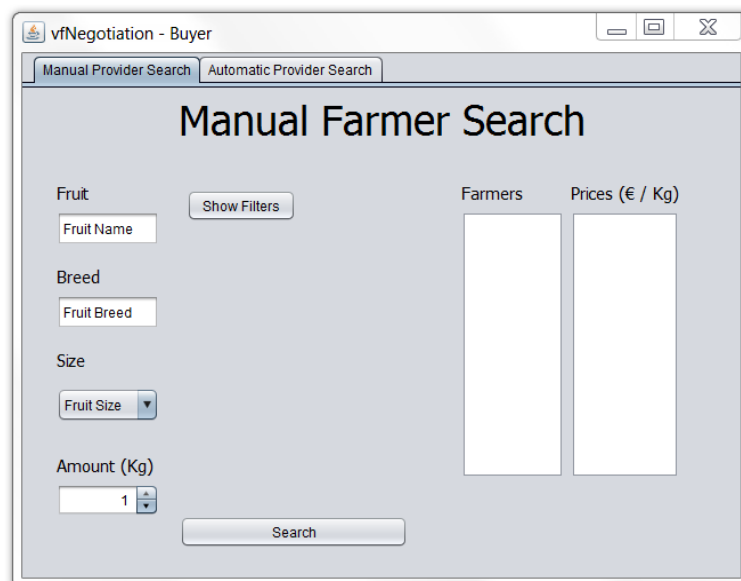 vfNegotiation - Buyer
Manual Provider Search
Automatic Provider Search
Manual Farmer Search
Fruit
Show Filters
Farmers
Prices (€ / Kg)
Fruit Name
Breed
Fruit Breed
Size
Fruit Size
Amount (Kg)
1
Search